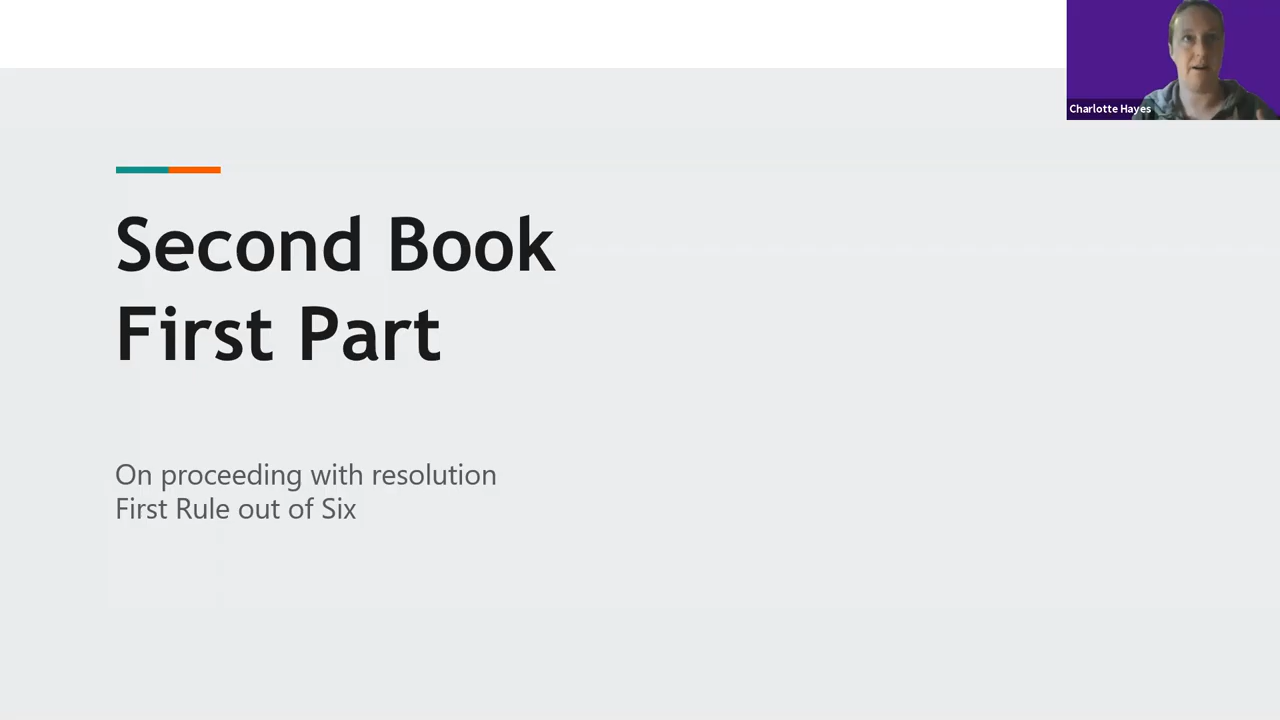 Charlotte Hayes
Second Book
First Part
On proceeding with resolution
First Rule out of Six